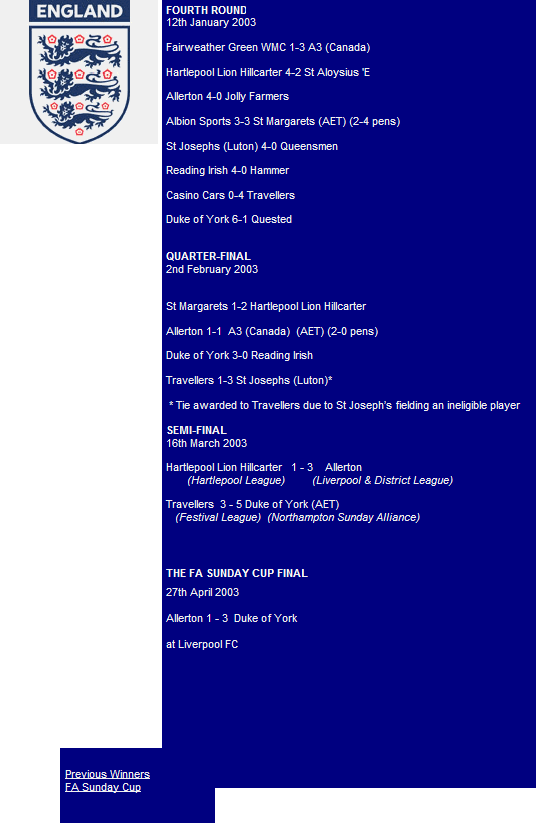 ENGLAND
FOURTH ROUND
12th January 2003
Fairweather Green WMC 1-3 A3 (Canada)
Hartlepool Lion Hillcarter 4-2 St Aloysius 'E
Allerton 4-0 Jolly Farmers
Albion Sports 3-3 St Margarets (AET) (2-4 pens)
St Josephs (Luton) 4-0 Queensmen
Reading Irish 4-0 Hammer
Casino Cars 0-4 Travellers
Duke of York 6-1 Quested
QUARTER-FINAL
2nd February 2003
St Margarets 1-2 Hartlepool Lion Hillcarter
Allerton 1-1 A3 (Canada) (AET) (2-0 pens)
Duke of York 3-0 Reading Irish
Travellers 1-3 St Josephs (Luton)*
* Tie awarded to Travellers due to St Joseph's fielding an ineligible player
SEMI-FINAL
16th March 2003
Hartlepool Lion Hillcarter 1 - 3 Allerton
(Hartlepool League) (Liverpool & District League)
Travellers 3 - 5 Duke of York (AET)
(Festival League) (Northampton Sunday Alliance)
THE FA SUNDAY CUP FINAL
27th April 2003
Allerton 1 - 3 Duke of York
at Liverpool FC
Previous Winners
FA Sunday Cup